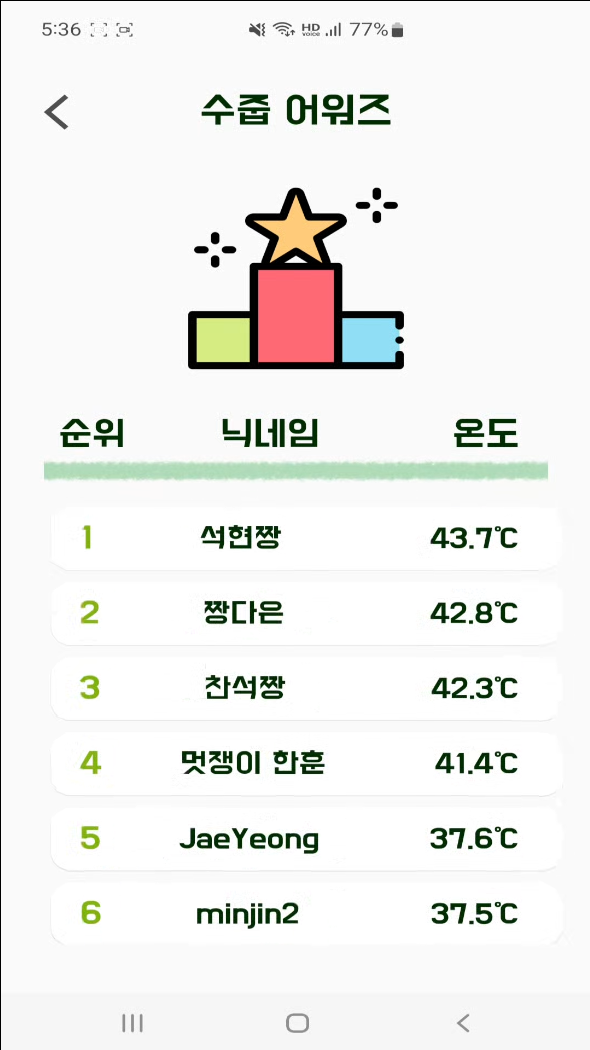 5:36 HD voice 77%
수줍 어워즈
순위 닉네임 온도
1 석현짱 43.7℃
2 짱다은 42.8℃
3 찬석짱 42.3℃
4 멋쟁이 한훈 41.4℃
5 JaeYeong 37.6℃
6 minjin2 37.5℃